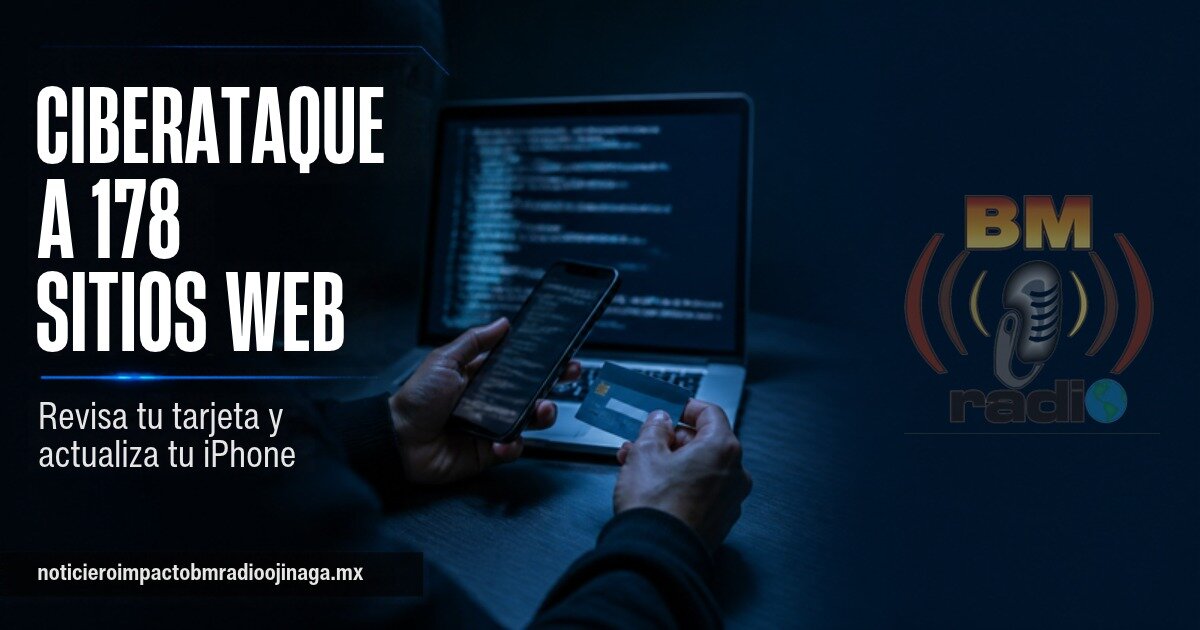 CIBERATAQUE
A 178
SITIOS WEB
Revisa tu tarjeta y
actualiza tu iPhone
noticieroimpactobmradioojinaga.mx
BM
radio